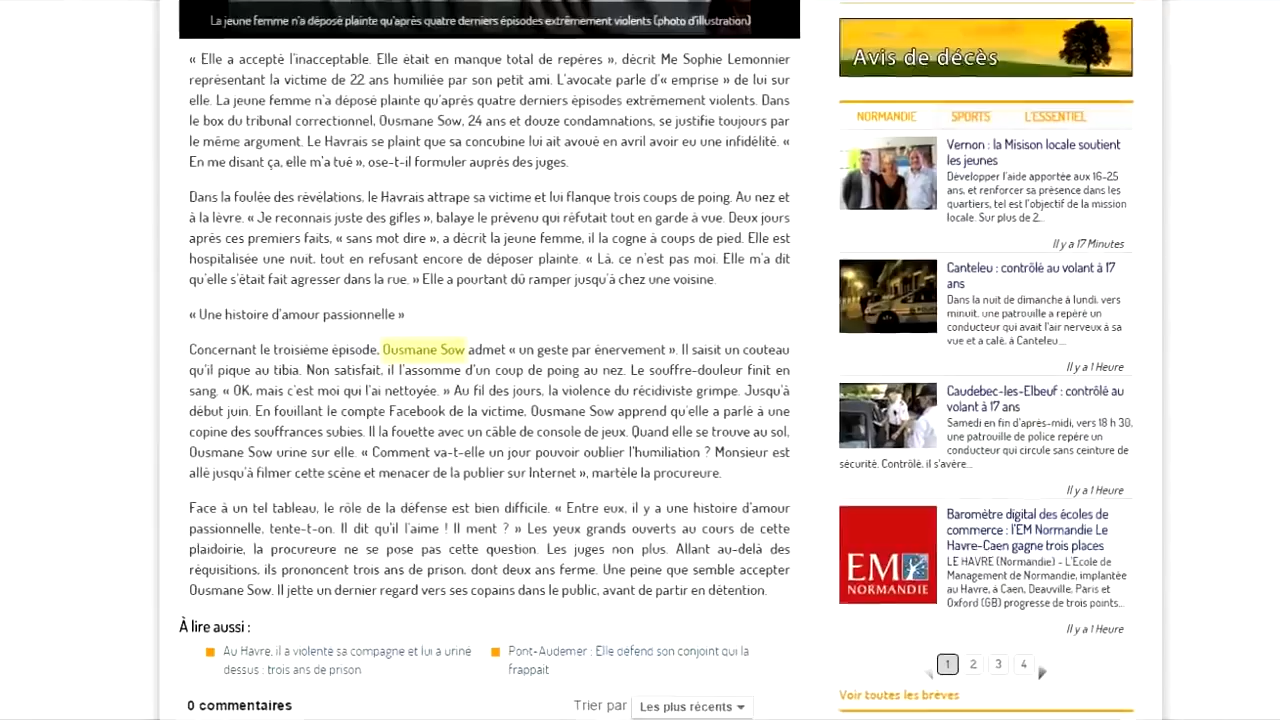 La jeune femme n'a déposé plainte qu'après quatre derniers épisodes extrêmement violents (photo d'illustration)
« Elle a accepté l'inacceptable. Elle était en manque total de repères », décrit Me Sophie Lemonnier
représentant la victime de 22 ans humiliée par son petit ami. L'avocate parle d'« emprise » de lui sur
elle. La jeune femme n'a déposé plainte qu'après quatre derniers épisodes extrêmement violents. Dans
le box du tribunal correctionnel, Ousmane Sow, 24 ans et douze condamnations, se justifie toujours par
le même argument. Le Havrais se plaint que sa concubine lui ait avoué en avril avoir eu une infidélité. «
En me disant ça, elle m'a tué », ose-t-il formuler auprès des juges.
Dans la foulée des révélations, le Havrais attrape sa victime et lui flanque trois coups de poing. Au nez et
à la lèvre. « Je reconnais juste des gifles », balaye le prévenu qui réfutait tout en garde à vue. Deux jours
après ces premiers faits, « sans mot dire », a décrit la jeune femme, il la cogne à coups de pied. Elle est
hospitalisée une nuit, tout en refusant encore de déposer plainte. « Là, ce n'est pas moi. Elle m'a dit
qu'elle s'était fait agresser dans la rue. » Elle a pourtant dû ramper jusqu'à chez une voisine.
« Une histoire d'amour passionnelle »
Concernant le troisième épisode, Ousmane Sow admet « un geste par énervement ». Il saisit un couteau
qu'il pique au tibia. Non satisfait, il l'assomme d'un coup de poing au nez. Le souffre-douleur finit en
sang. « OK, mais c'est moi qui l'ai nettoyée. » Au fil des jours, la violence du récidiviste grimpe. Jusqu'à
début juin. En fouillant le compte Facebook de la victime, Ousmane Sow apprend qu'elle a parlé à une
copine des souffrances subies. Il la fouette avec un câble de console de jeux. Quand elle se trouve au sol,
Ousmane Sow urine sur elle. « Comment va-t-elle un jour pouvoir oublier l'humiliation ? Monsieur est
allé jusqu'à filmer cette scène et menacer de la publier sur Internet », martèle la procureure.
Face à un tel tableau, le rôle de la défense est bien difficile. « Entre eux, il y a une histoire d'amour
passionnelle, tente-t-on. Il dit qu'il l'aime ! Il ment ? » Les yeux grands ouverts au cours de cette
plaidoirie, la procureure ne se pose pas cette question. Les juges non plus. Allant au-delà des
réquisitions, ils prononcent trois ans de prison, dont deux ans ferme. Une peine que semble accepter
Ousmane Sow. Il jette un dernier regard vers ses copains dans le public, avant de partir en détention.
À lire aussi :
Au Havre, il a violenté sa compagne et lui a uriné
dessus : trois ans de prison
Pont-Audemer : Elle défend son conjoint qui la
frappait
0 commentaires
Trier par Les plus récents
Avis de décès
NORMANDIE SPORTS L'ESSENTIEL
Vernon : la Misison locale soutient
les jeunes
Développer l'aide apportée aux 16-25
ans, et renforcer sa présence dans les
quartiers, tel est l'objectif de la mission
locale. Sur plus de 2...
Il y a 17 Minutes
Canteleu : contrôlé au volant à 17
ans
Dans la nuit de dimanche à lundi, vers
minuit, une patrouille a repéré un
conducteur qui avait l'air nerveux à sa
vue et a calé, à Canteleu....
Il y a 1 Heure
Caudebec-les-Elbeuf : contrôlé au
volant à 17 ans
Samedi en fin d'après-midi, vers 18 h 30,
une patrouille de police repère un
conducteur qui circule sans ceinture de
sécurité. Contrôlé, il s'avère...
Il y a 1 Heure
Baromètre digital des écoles de
commerce : l'EM Normandie Le
Havre-Caen gagne trois places
LE HAVRE (Normandie) - L'Ecole de
Management de Normandie, implantée
au Havre, à Caen, Deauville, Paris et
Oxford (GB) progresse de trois points...
EM
NORMANDIE
Il y a 1 Heure
1 2 3 4
Voir toutes les brèves